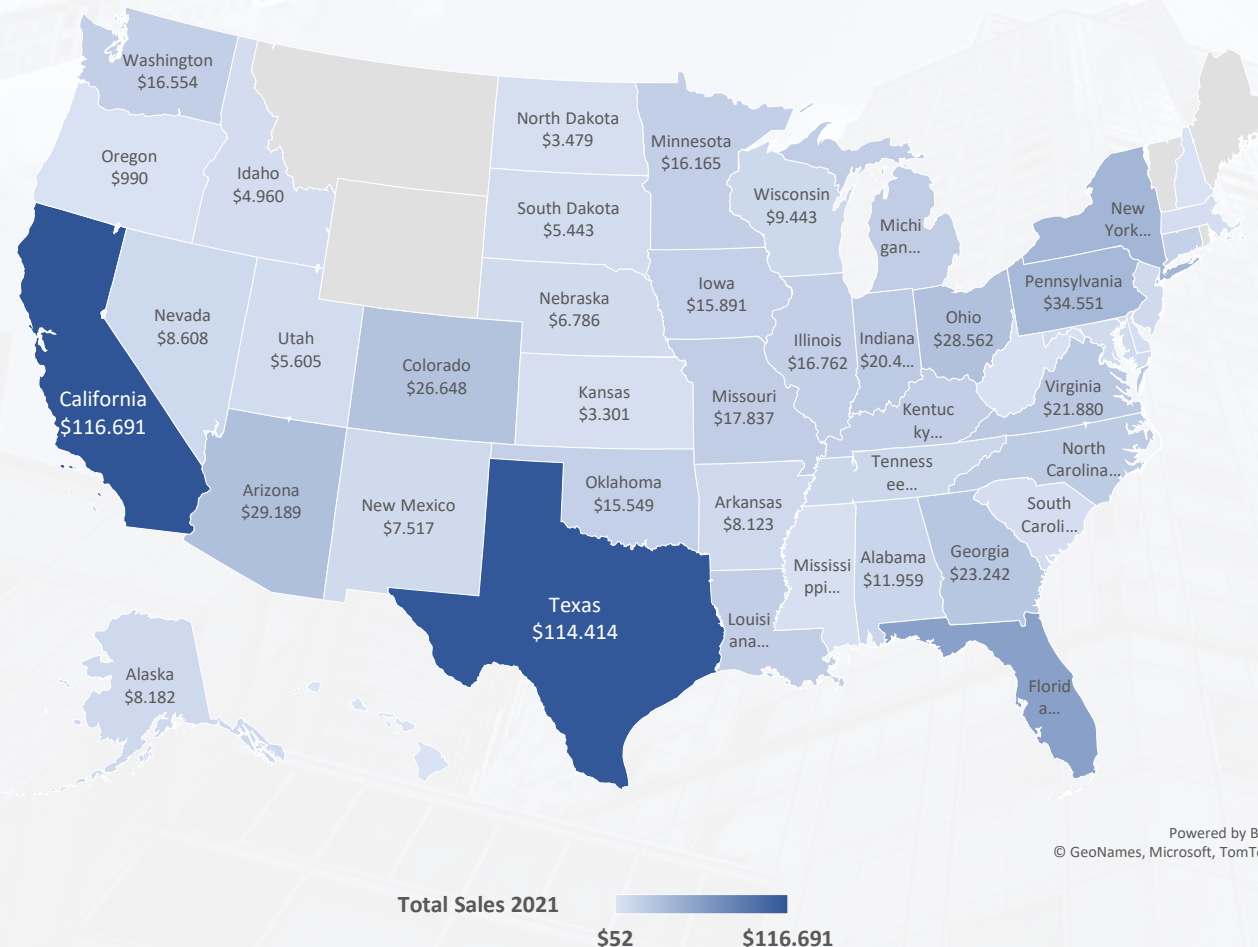 Washington
$16.554
North Dakota
$3.479
Minnesota
$16.165
Oregon
$990
Idaho
$4.960
Wisconsin
$9.443
South Dakota
$5.443
Michi
gan...
New
York...
Iowa
$15.891
Pennsylvania
$34.551
Nebraska
$6.786
Nevada
$8.608
Utah
$5.605
Illinois
$16.762
Indiana
$20.4...
Ohio
$28.562
Colorado
$26.648
California
$116.691
Kansas
$3.301
Missouri
$17.837
Kentuc
ky...
Virginia
$21.880
North
Carolina...
Tenness
ee...
Arizona
$29.189
New Mexico
$7.517
Oklahoma
$15.549
Arkansas
$8.123
South
Caroli...
Mississi
ppi...
Alabama
$11.959
Georgia
$23.242
Texas
$114.414
Louisi
ana...
Alaska
$8.182
Florid
a...
Powered by B
© GeoNames, Microsoft, TomTo
Total Sales 2021
$52 $116.691